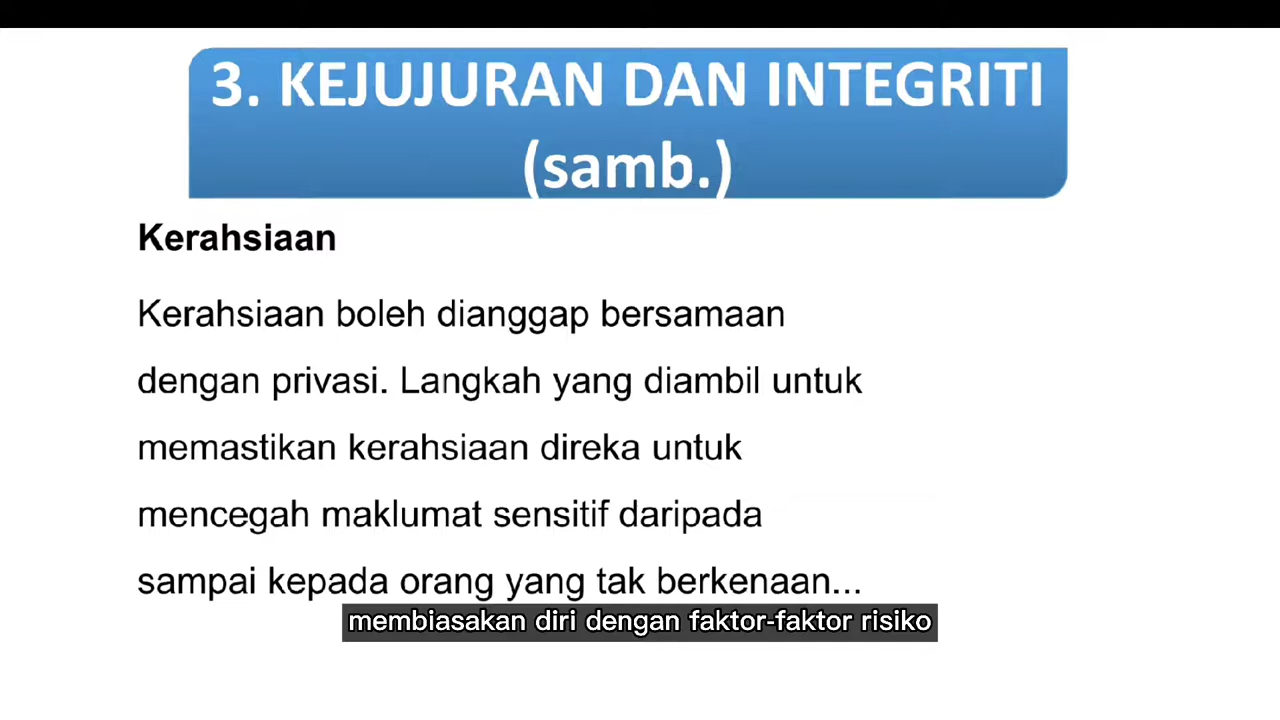 3. KEJUJURAN DAN INTEGRITI
(samb.)
Kerahsiaan
Kerahsiaan boleh dianggap bersamaan
dengan privasi. Langkah yang diambil untuk
memastikan kerahsiaan direka untuk
mencegah maklumat sensitif daripada
sampai kepada orang yang tak berkenaan...
membiasakan diri dengan faktor-faktor risiko